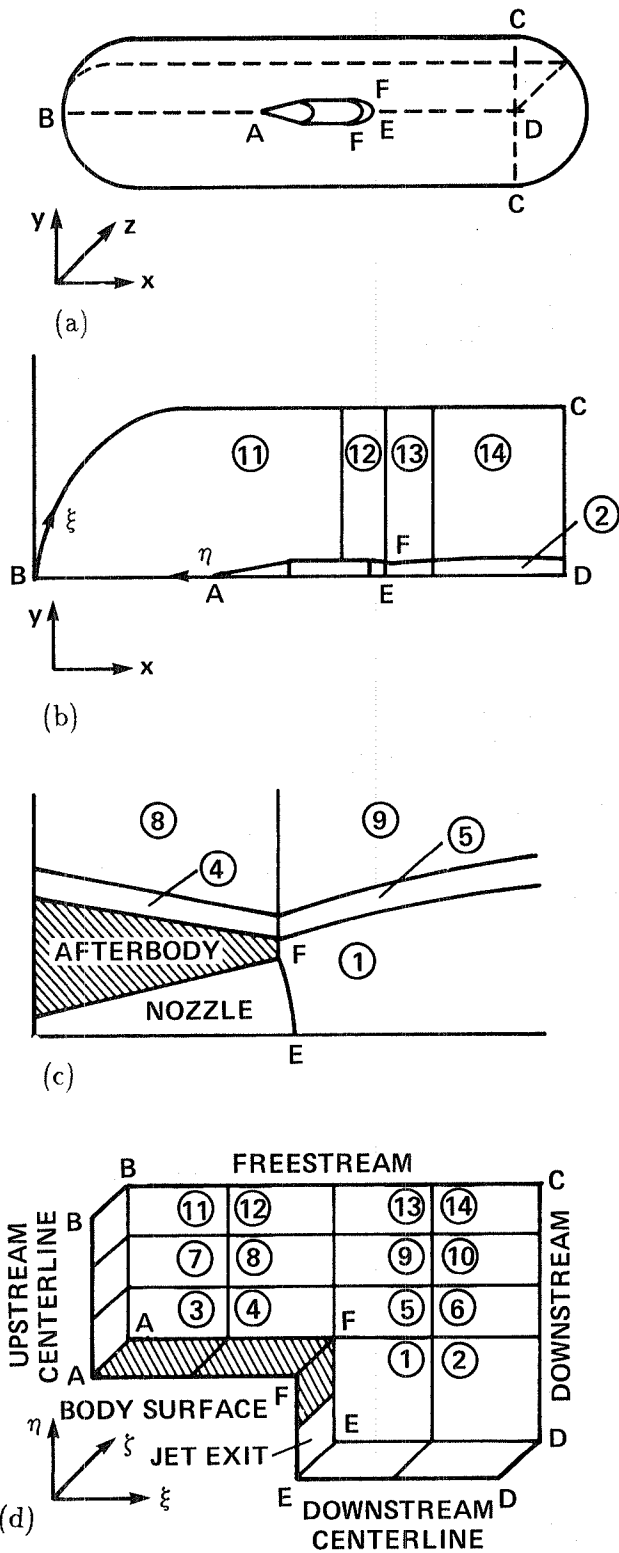 C
B
A
F
F
E
D
C
y
z
x
(a)
C
⑪
⑫
⑬
⑭
②
ξ
η
F
B
A
E
D
y
x
(b)
⑧
⑨
④
⑤
AFTERBODY
F
①
NOZZLE
E
(c)
B
FREESTREAM
C
B
⑪
⑫
⑬
⑭
UPSTREAM
CENTERLINE
⑦
⑧
⑨
⑩
DOWNSTREAM
A
③
④
F
⑤
⑥
A
F
①
②
BODY SURFACE
E
D
η
ζ
ξ
JET EXIT
E
D
DOWNSTREAM
CENTERLINE
(d)